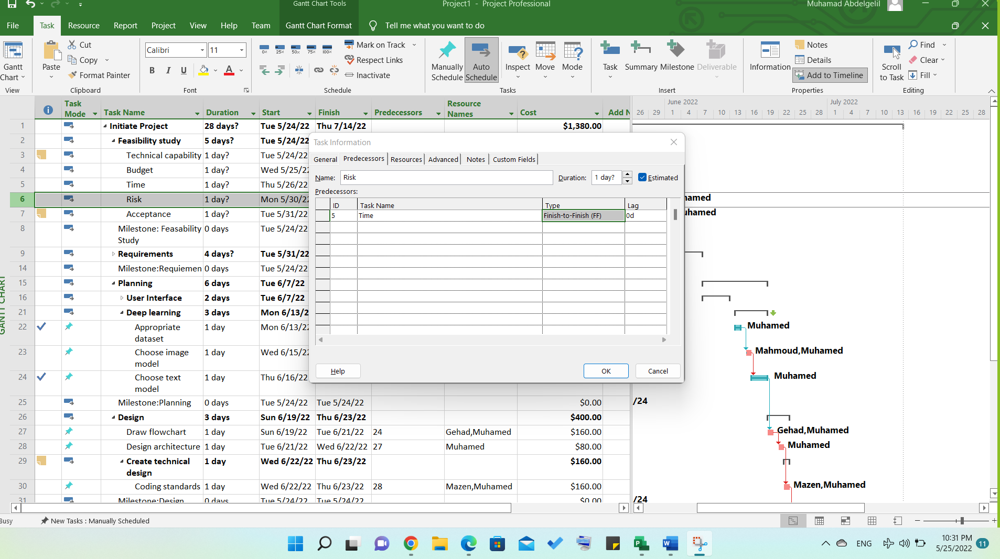 Gantt Chart Tools
Project1 - Project Professional
Muhamad Abdelgelil
File Task Resource Report Project View Help Team Gantt Chart Format Tell me what you want to do
Gantt
Chart
View
Paste
Cut
Copy
Format Painter
Clipboard
Calibri 11
B I U A
Font
0% 25% 50% 75% 100%
Mark on Track
Respect Links
Inactivate
Schedule
Manually
Schedule
Auto
Schedule
Inspect
Move
Mode
Tasks
Task
Summary
Milestone
Deliverable
Insert
Information
Notes
Details
Add to Timeline
Properties
Scroll
to Task
Find
Clear
Fill
Editing
Task
Mode Task Name Duration Start Finish Predecessors Resource
Names Cost Add N
June 2022 July 2022
26 29 1 4 7 10 13 16 19 22 25 28 1 4 7 10 13 16 19 22 25 28
1 Initiate Project 28 days? Tue 5/24/22 Thu 7/14/22 $1,380.00
2 Feasibility study 5 days? Tue 5/24/22
3 Technical capability 1 day? Tue 5/24/22
4 Budget 1 day? Wed 5/25/22
5 Time 1 day? Thu 5/26/22
6 Risk 1 day? Mon 5/30/22
7 Acceptance 1 day? Tue 5/31/22
8 Milestone: Feasability
Study 0 days Tue 5/24/22
9 Requirements 4 days? Tue 5/31/22
14 Milestone:Requiemen 0 days Tue 5/24/22
15 Planning 6 days Tue 6/7/22
16 User Interface 2 days Tue 6/7/22
21 Deep learning 3 days Mon 6/13/2
22 Appropriate
dataset 1 day Mon 6/13/22 Muhamed
23 Choose image
model 1 day Wed 6/15/22 Mahmoud,Muhamed
24 Choose text
model 1 day Thu 6/16/22 Muhamed
25 Milestone:Planning 0 days Tue 5/24/22 Tue 5/24/22 $0.00 /24
26 Design 3 days Sun 6/19/22 Thu 6/23/22 $400.00
27 Draw flowchart 1 day Sun 6/19/22 Tue 6/21/22 24 Gehad,Muhamed $160.00 Gehad,Muhamed
28 Design architecture 1 day Tue 6/21/22 Wed 6/22/22 27 Muhamed $80.00 Muhamed
29 Create technical
design 1 day Wed 6/22/22 Thu 6/23/22 $160.00
30 Coding standards 1 day Wed 6/22/22 Thu 6/23/22 28 Mazen,Muhamed $160.00 Mazen,Muhamed
31 Milestone:Design 0 days Tue 5/24/22 Tue 5/24/22 $0.00 /24
hamed
uhamed
GANTT CHART
Task Information
General Predecessors Resources Advanced Notes Custom Fields
Name: Risk Duration: 1 day? Estimated
Predecessors:
ID Task Name Type Lag
5 Time Finish-to-Finish (FF) 0d
Help OK Cancel
Busy New Tasks : Manually Scheduled
ENG
10:31 PM
5/25/2022
11